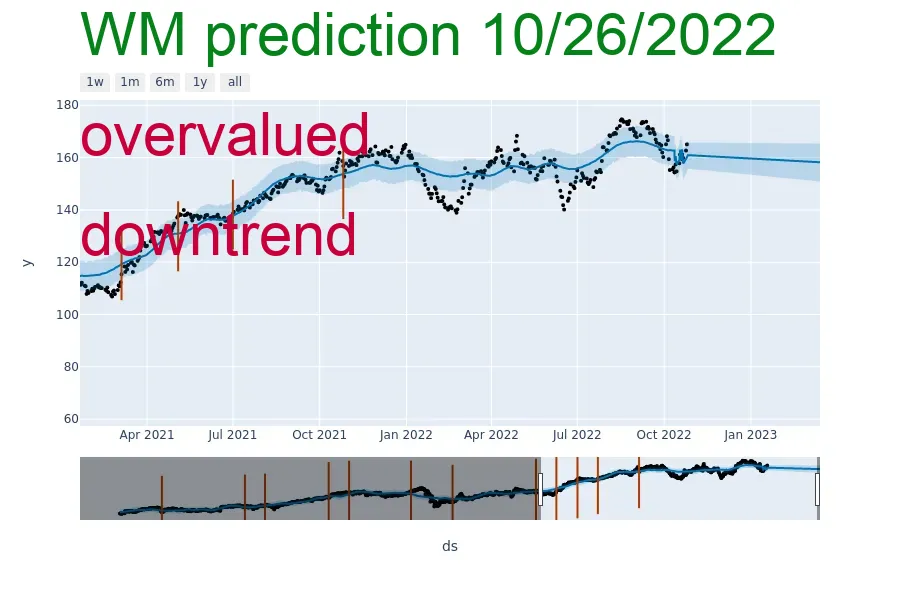 WM prediction 10/26/2022
1w 1m 6m 1y all
180
overvalued
160
140
downtrend
120
y
100
80
60
Apr 2021 Jul 2021 Oct 2021 Jan 2022 Apr 2022 Jul 2022 Oct 2022 Jan 2023
ds